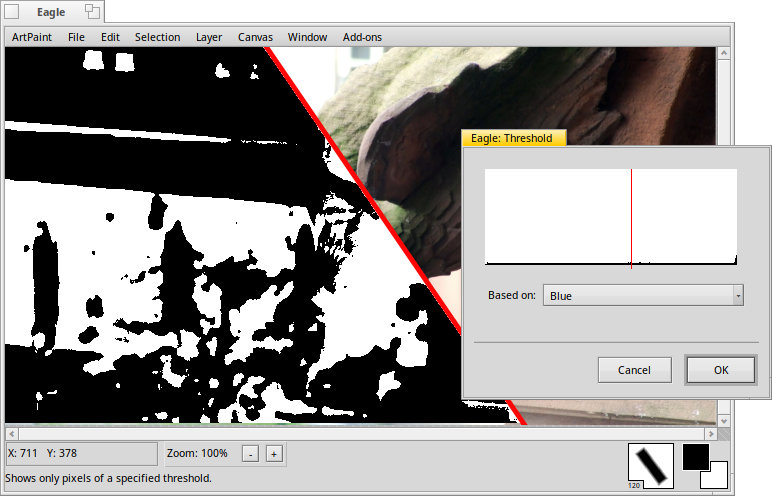 Eagle
ArtPaint File Edit Selection Layer Canvas Window Add-ons
Eagle: Threshold
Based on: Blue
Cancel OK
X: 711 Y: 378 Zoom: 100% - +
120
Shows only pixels of a specified threshold.